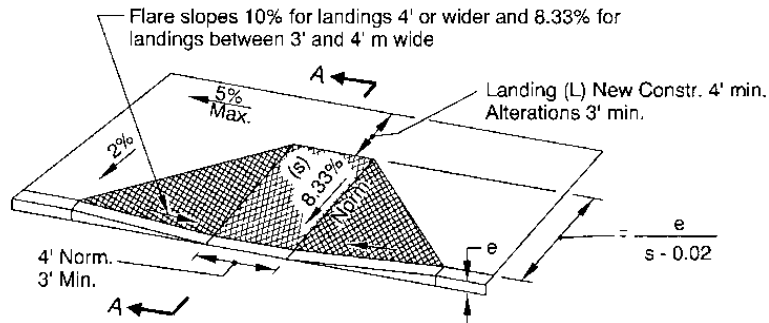 Flare slopes 10% for landings 4' or wider and 8.33% for
landings between 3' and 4' m wide
A
5%
Max.
Landing (L) New Constr. 4' min.
Alterations 3' min.
2%
(s)
8.33%
Norm.
e
= e
s - 0.02
4' Norm.
3' Min.
A